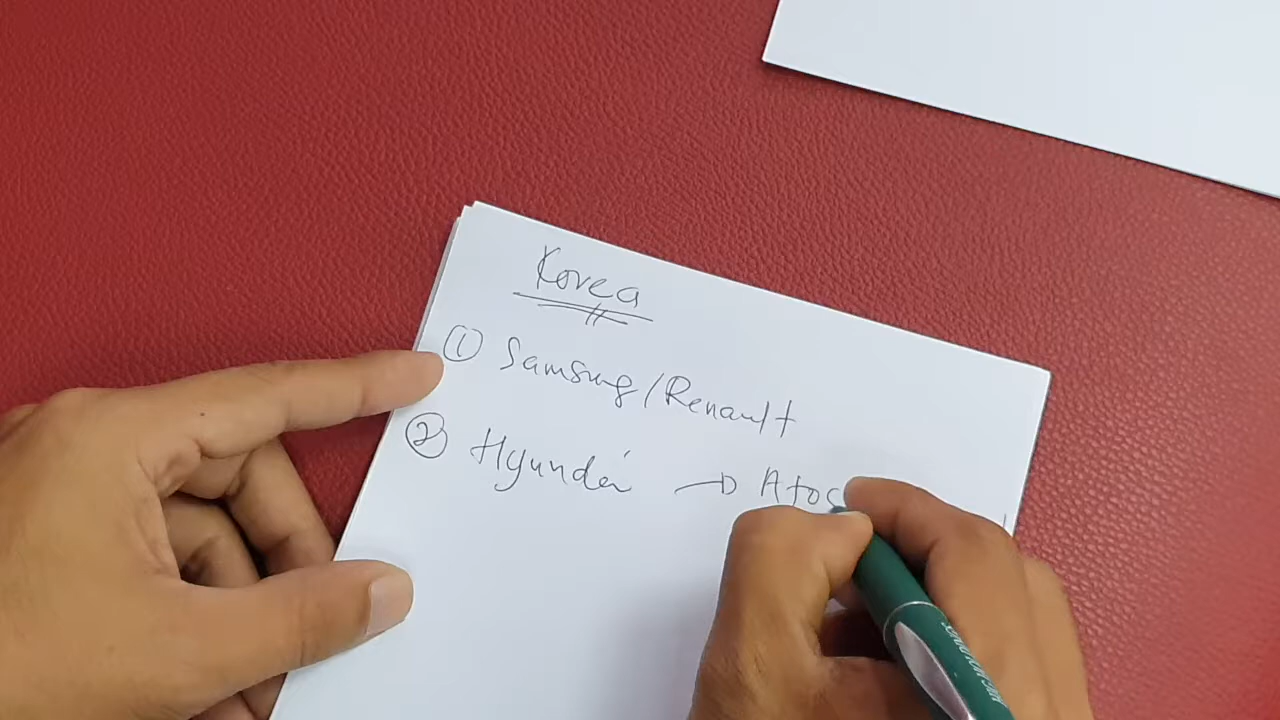 Korea
① Samsung/Renault
② Hyundai → Atos